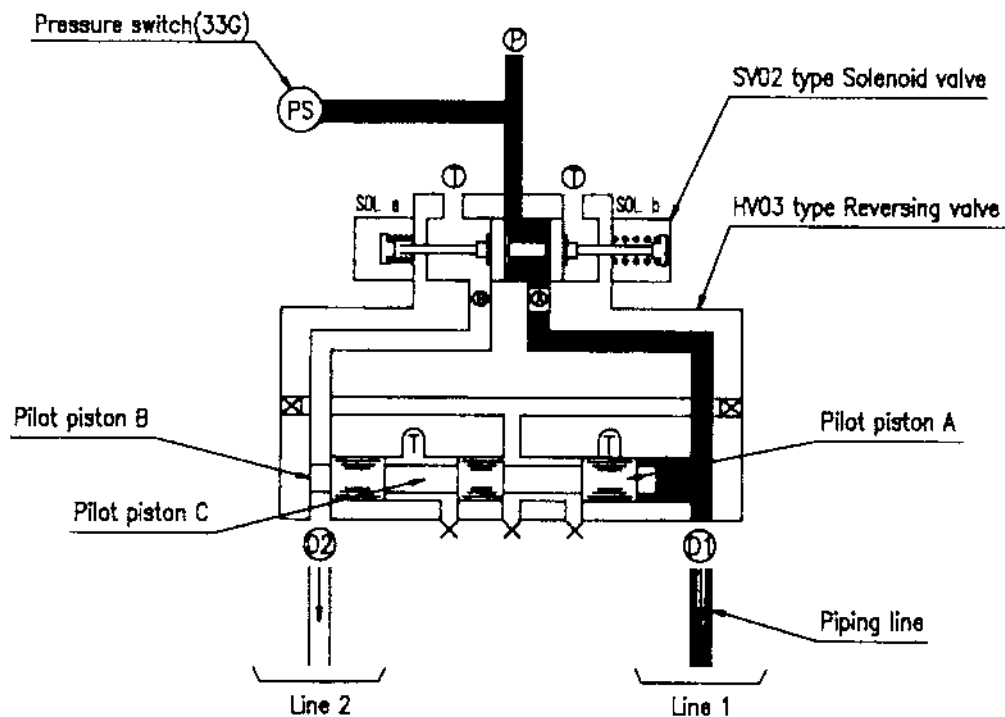 Pressure switch(33G)
P
PS
SV02 type Solenoid valve
T
T
SOL a
SOL b
HV03 type Reversing valve
B
A
Pilot piston B
Pilot piston A
T
T
Pilot piston C
D2
D1
Piping line
Line 2
Line 1